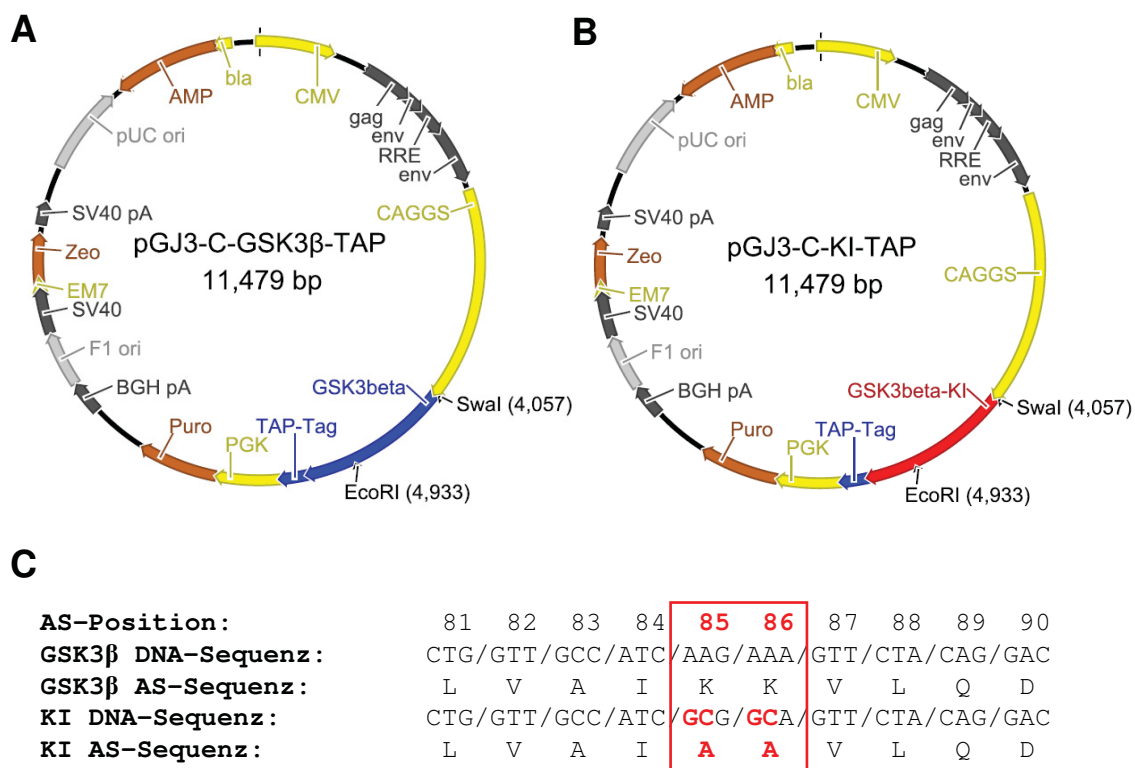 A
bla
CMV
AMP
gag
env
RRE
env
pUC ori
CAGGS
SV40 pA
pGJ3-C-GSK3β-TAP
11,479 bp
Zeo
EM7
SV40
F1 ori
BGH pA
GSK3beta
SwaI (4,057)
Puro
PGK
TAP-Tag
EcoRI (4,933)
B
bla
CMV
AMP
gag
env
RRE
env
pUC ori
SV40 pA
pGJ3-C-KI-TAP
11,479 bp
CAGGS
Zeo
EM7
SV40
F1 ori
BGH pA
GSK3beta-KI
SwaI (4,057)
Puro
PGK
TAP-Tag
EcoRI (4,933)
C
AS-Position: 81 82 83 84 85 86 87 88 89 90
GSK3β DNA-Sequenz: CTG/GTT/GCC/ATC/AAG/AAA/GTT/CTA/CAG/GAC
GSK3β AS-Sequenz: L V A I K K V L Q D
KI DNA-Sequenz: CTG/GTT/GCC/ATC/GCG/GCA/GTT/CTA/CAG/GAC
KI AS-Sequenz: L V A I A A V L Q D